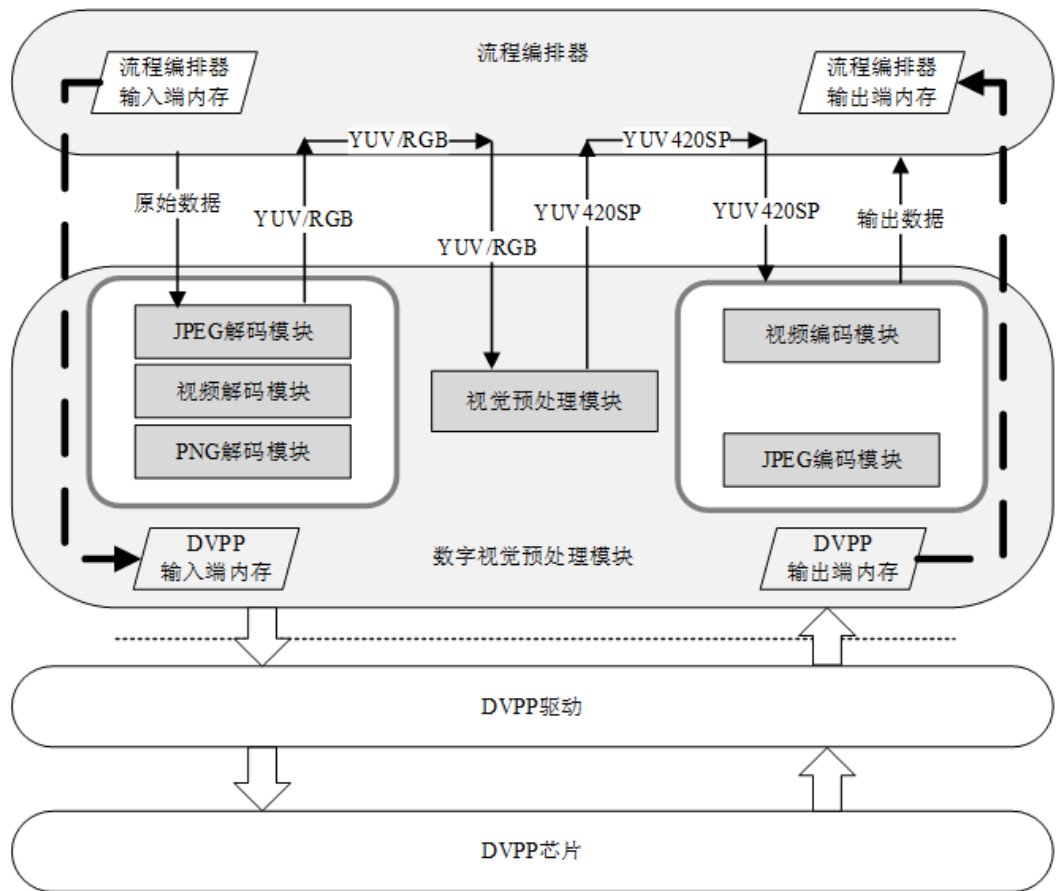 流程编排器
流程编排器
输入端内存
流程编排器
输出端内存
YUV/RGB
YUV420SP
原始数据
YUV/RGB
YUV420SP
YUV420SP
输出数据
YUV/RGB
JPEG解码模块
视频解码模块
PNG解码模块
视觉预处理模块
视频编码模块
JPEG编码模块
DVPP
输入端内存
数字视觉预处理模块
DVPP
输出端内存
DVPP驱动
DVPP芯片